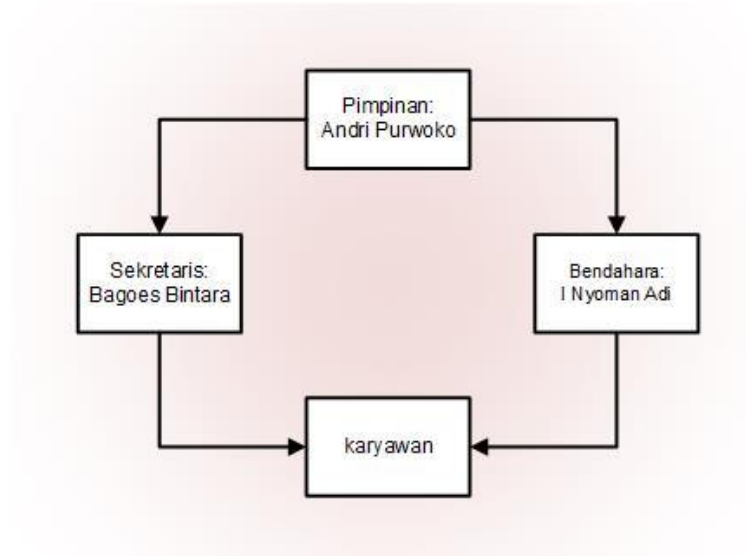 Pimpinan:
Andri Purwoko
Sekretaris:
Bagoes Bintara
Bendahara:
I Nyoman Adi
karyawan